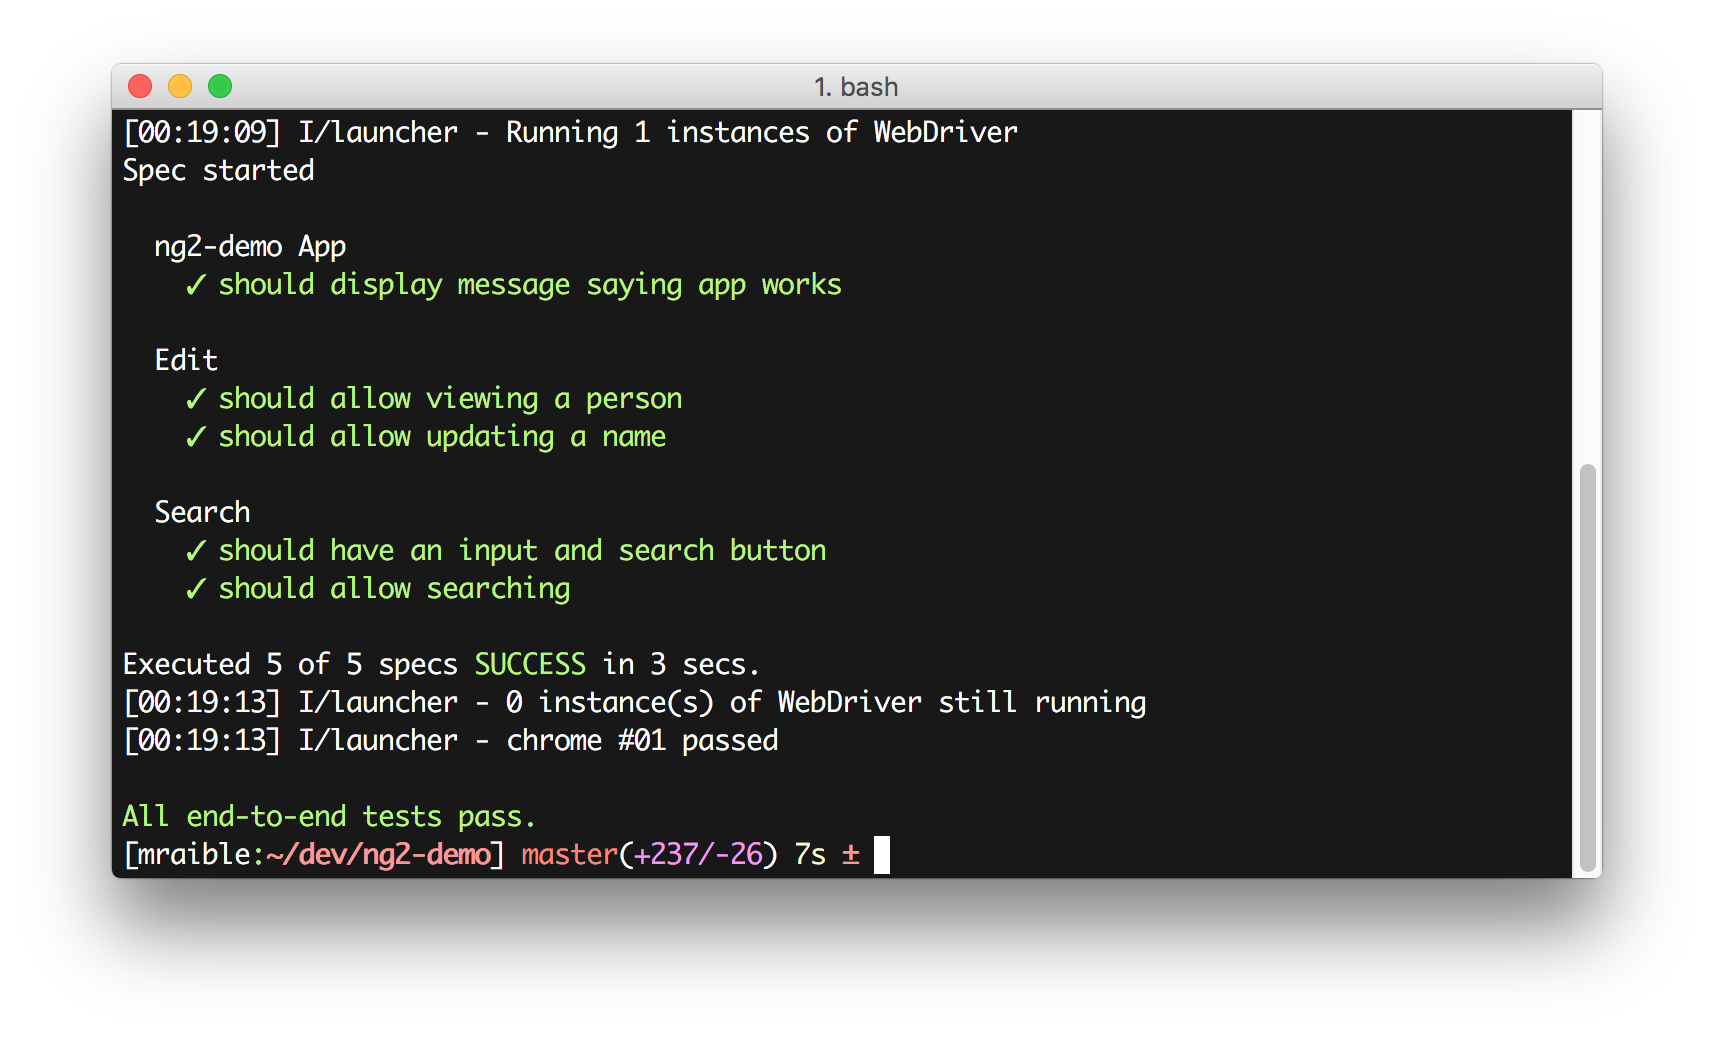 1. bash
[00:19:09] I/launcher - Running 1 instances of WebDriver
Spec started
ng2-demo App
✓ should display message saying app works
Edit
✓ should allow viewing a person
✓ should allow updating a name
Search
✓ should have an input and search button
✓ should allow searching
Executed 5 of 5 specs SUCCESS in 3 secs.
[00:19:13] I/launcher - 0 instance(s) of WebDriver still running
[00:19:13] I/launcher - chrome #01 passed
All end-to-end tests pass.
[mraible:~/dev/ng2-demo] master(+237/-26) 7s ±